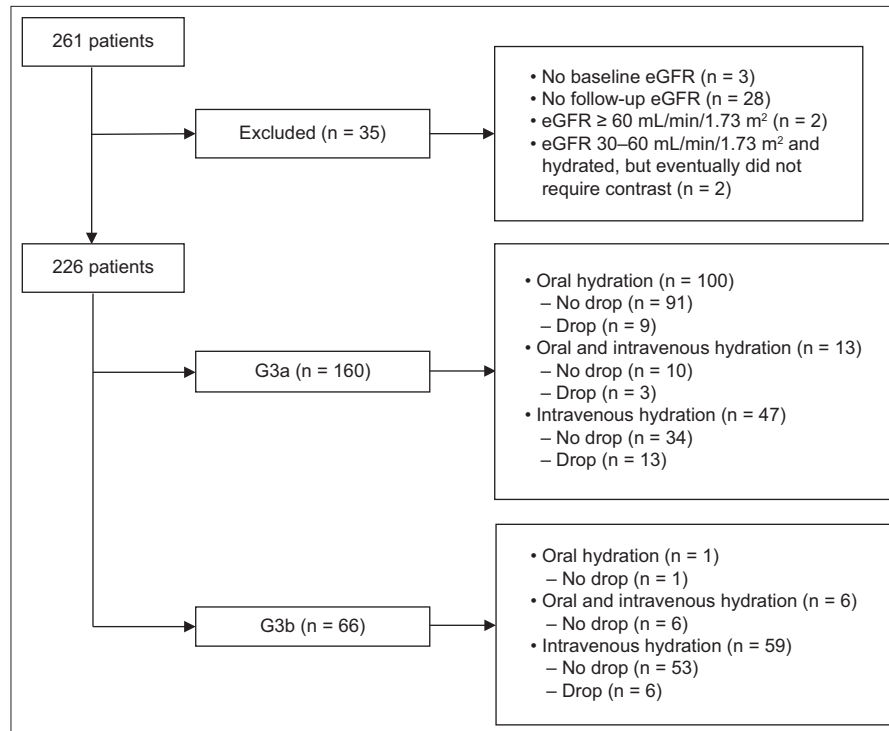 261 patients
Excluded (n = 35)
• No baseline eGFR (n = 3)
• No follow-up eGFR (n = 28)
• eGFR ≥ 60 mL/min/1.73 m² (n = 2)
• eGFR 30–60 mL/min/1.73 m² and
hydrated, but eventually did not
require contrast (n = 2)
226 patients
G3a (n = 160)
• Oral hydration (n = 100)
– No drop (n = 91)
– Drop (n = 9)
• Oral and intravenous hydration (n = 13)
– No drop (n = 10)
– Drop (n = 3)
• Intravenous hydration (n = 47)
– No drop (n = 34)
– Drop (n = 13)
G3b (n = 66)
• Oral hydration (n = 1)
– No drop (n = 1)
• Oral and intravenous hydration (n = 6)
– No drop (n = 6)
• Intravenous hydration (n = 59)
– No drop (n = 53)
– Drop (n = 6)